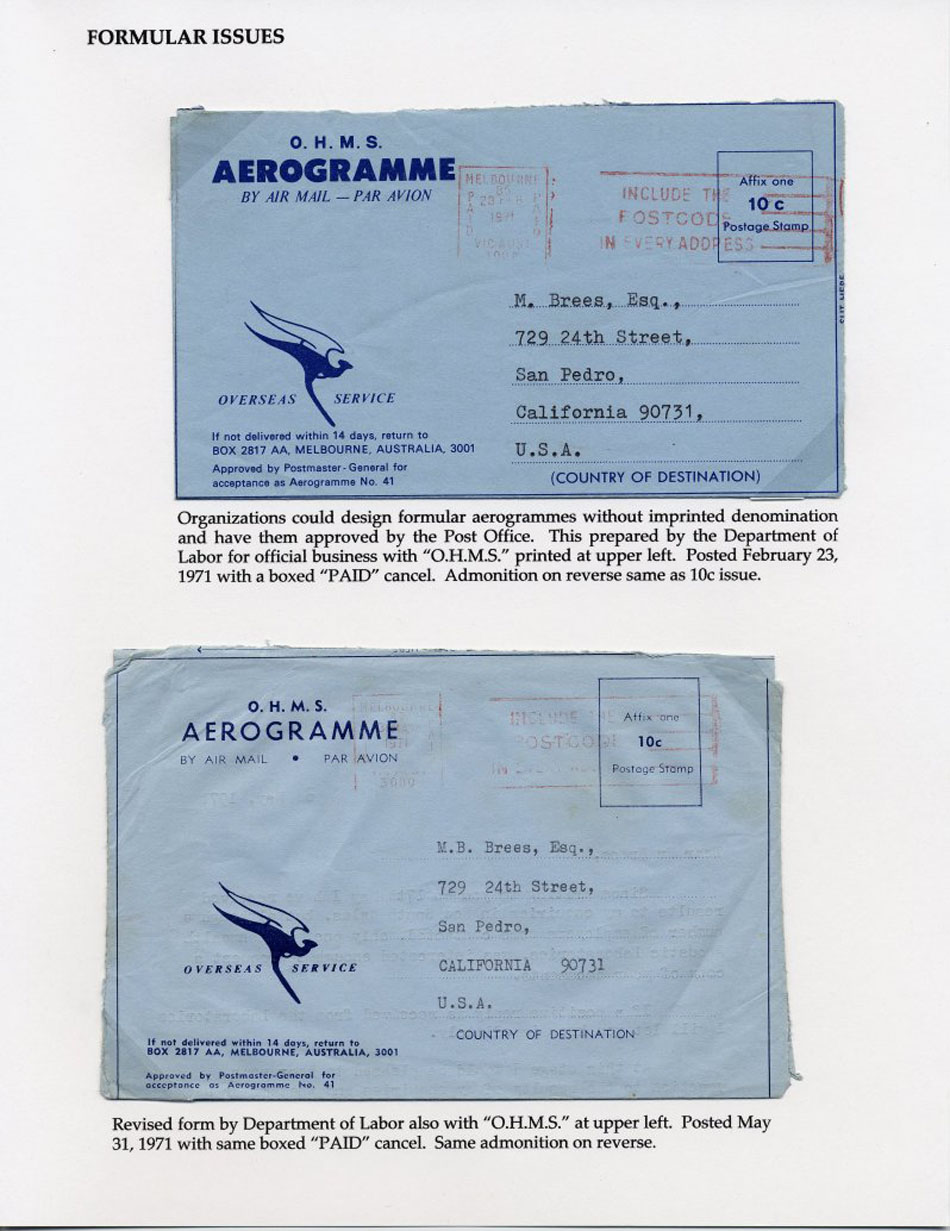 FORMULAR ISSUES
O. H. M. S.
AEROGRAMME
BY AIR MAIL — PAR AVION
MELBOURNE
1971
VIC AUST
INCLUDE THE
POSTCODE
IN EVERY ADDRESS
Affix one
10 c
Postage Stamp
SLIT HERE
M. Brees, Esq.,
729 24th Street,
San Pedro,
California 90731,
U.S.A.
(COUNTRY OF DESTINATION)
OVERSEAS SERVICE
If not delivered within 14 days, return to
BOX 2817 AA, MELBOURNE, AUSTRALIA, 3001
Approved by Postmaster-General for
acceptance as Aerogramme No. 41
Organizations could design formular aerogrammes without imprinted denomination
and have them approved by the Post Office. This prepared by the Department of
Labor for official business with “O.H.M.S.” printed at upper left. Posted February 23,
1971 with a boxed “PAID” cancel. Admonition on reverse same as 10c issue.
O. H. M. S.
AEROGRAMME
BY AIR MAIL • PAR AVION
MELBOURNE
1971
INCLUDE THE
POSTCODE
IN EVERY
Affix one
10c
Postage Stamp
M.B. Brees, Esq.,
729 24th Street,
San Pedro,
CALIFORNIA 90731
U.S.A.
COUNTRY OF DESTINATION
OVERSEAS SERVICE
If not delivered within 14 days, return to
BOX 2817 AA, MELBOURNE, AUSTRALIA, 3001
Approved by Postmaster-General for
acceptance as Aerogramme No. 41
Revised form by Department of Labor also with “O.H.M.S.” at upper left. Posted May
31, 1971 with same boxed “PAID” cancel. Same admonition on reverse.